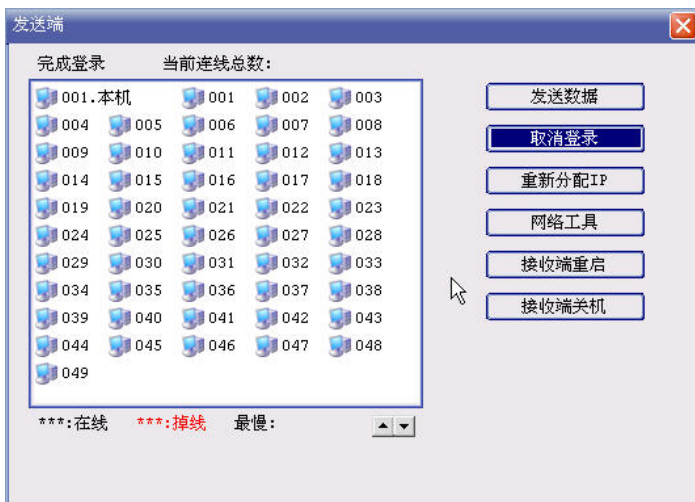 发送端
完成登录 当前连线总数:
001.本机 001 002 003
004 005 006 007 008
009 010 011 012 013
014 015 016 017 018
019 020 021 022 023
024 025 026 027 028
029 030 031 032 033
034 035 036 037 038
039 040 041 042 043
044 045 046 047 048
049
***:在线 ***:掉线 最慢:
发送数据
取消登录
重新分配IP
网络工具
接收端重启
接收端关机